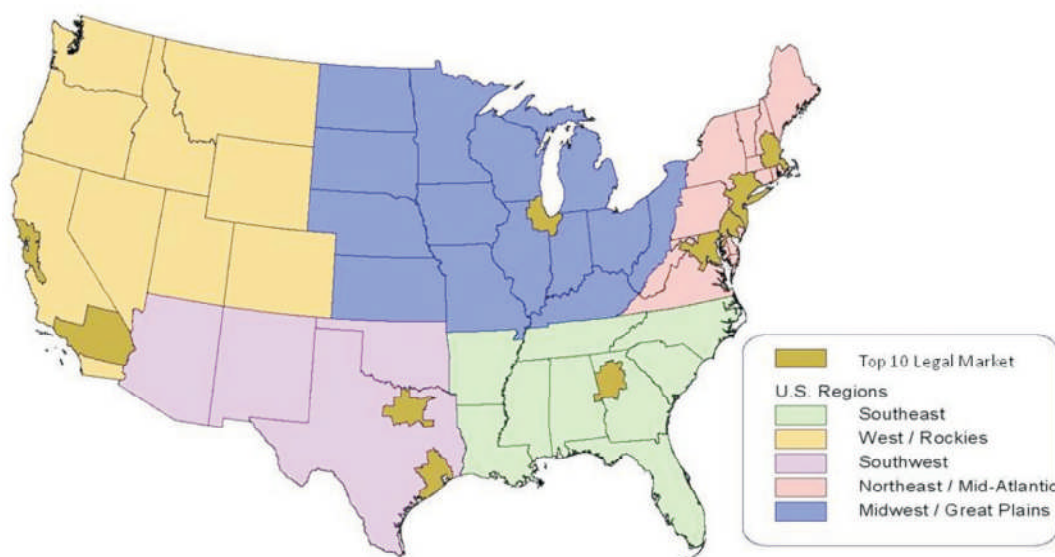 Top 10 Legal Market
U.S. Regions
Southeast
West / Rockies
Southwest
Northeast / Mid-Atlantic
Midwest / Great Plains